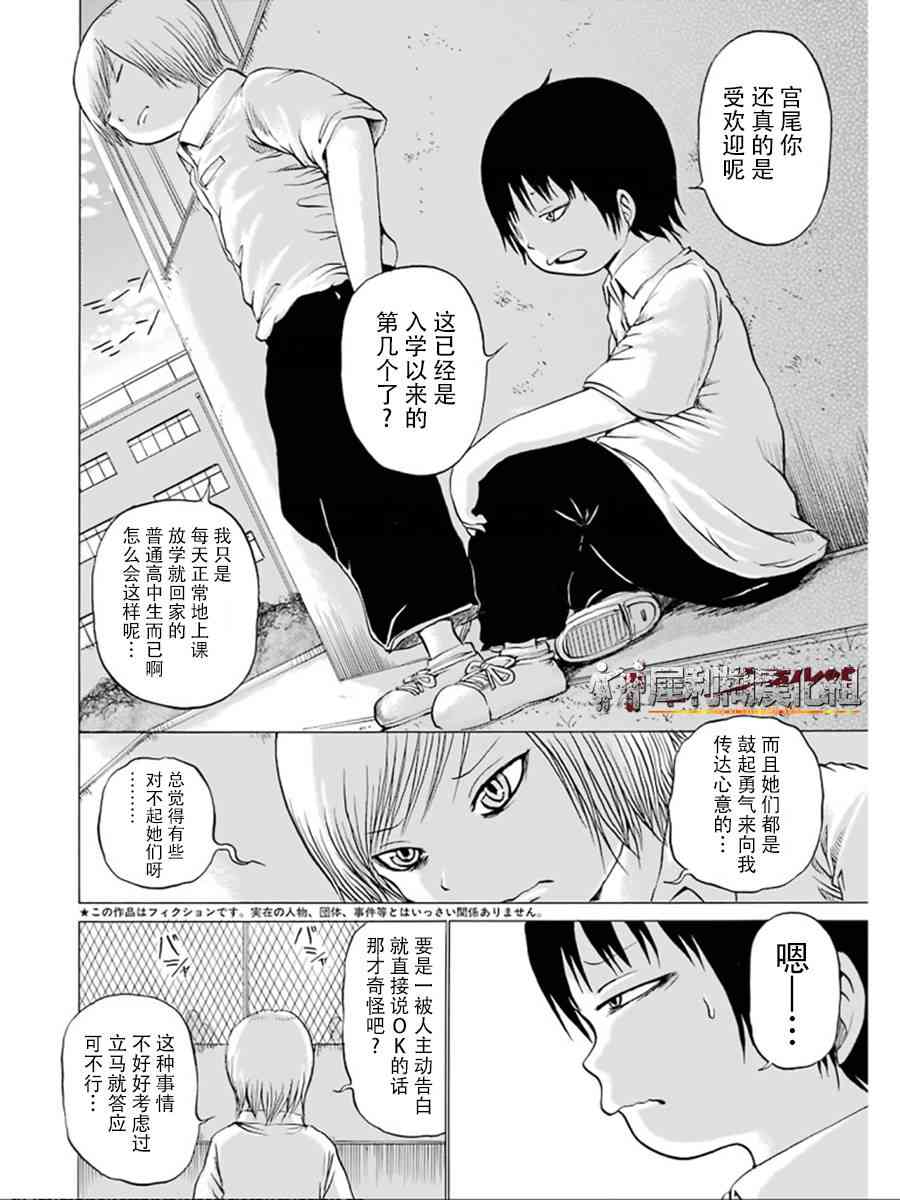 宫尾你
还真的是
受欢迎呢
这已经是
入学以来的
第几个了？
我只是
每天正常地上课
放学就回家的
普通高中生而已啊
怎么会这样呢…
而且她们都是
鼓起勇气来向我
传达心意的…
总觉得有些
对不起她们呀
………
★この作品はフィクションです。実在の人物、団体、事件等とはいっさい関係ありません。
嗯—…
要是一被人主动告白
就直接说OK的话
那才奇怪吧？
这种事情
不好好考虑过
立马就答应
可不行…
バッ
バッ